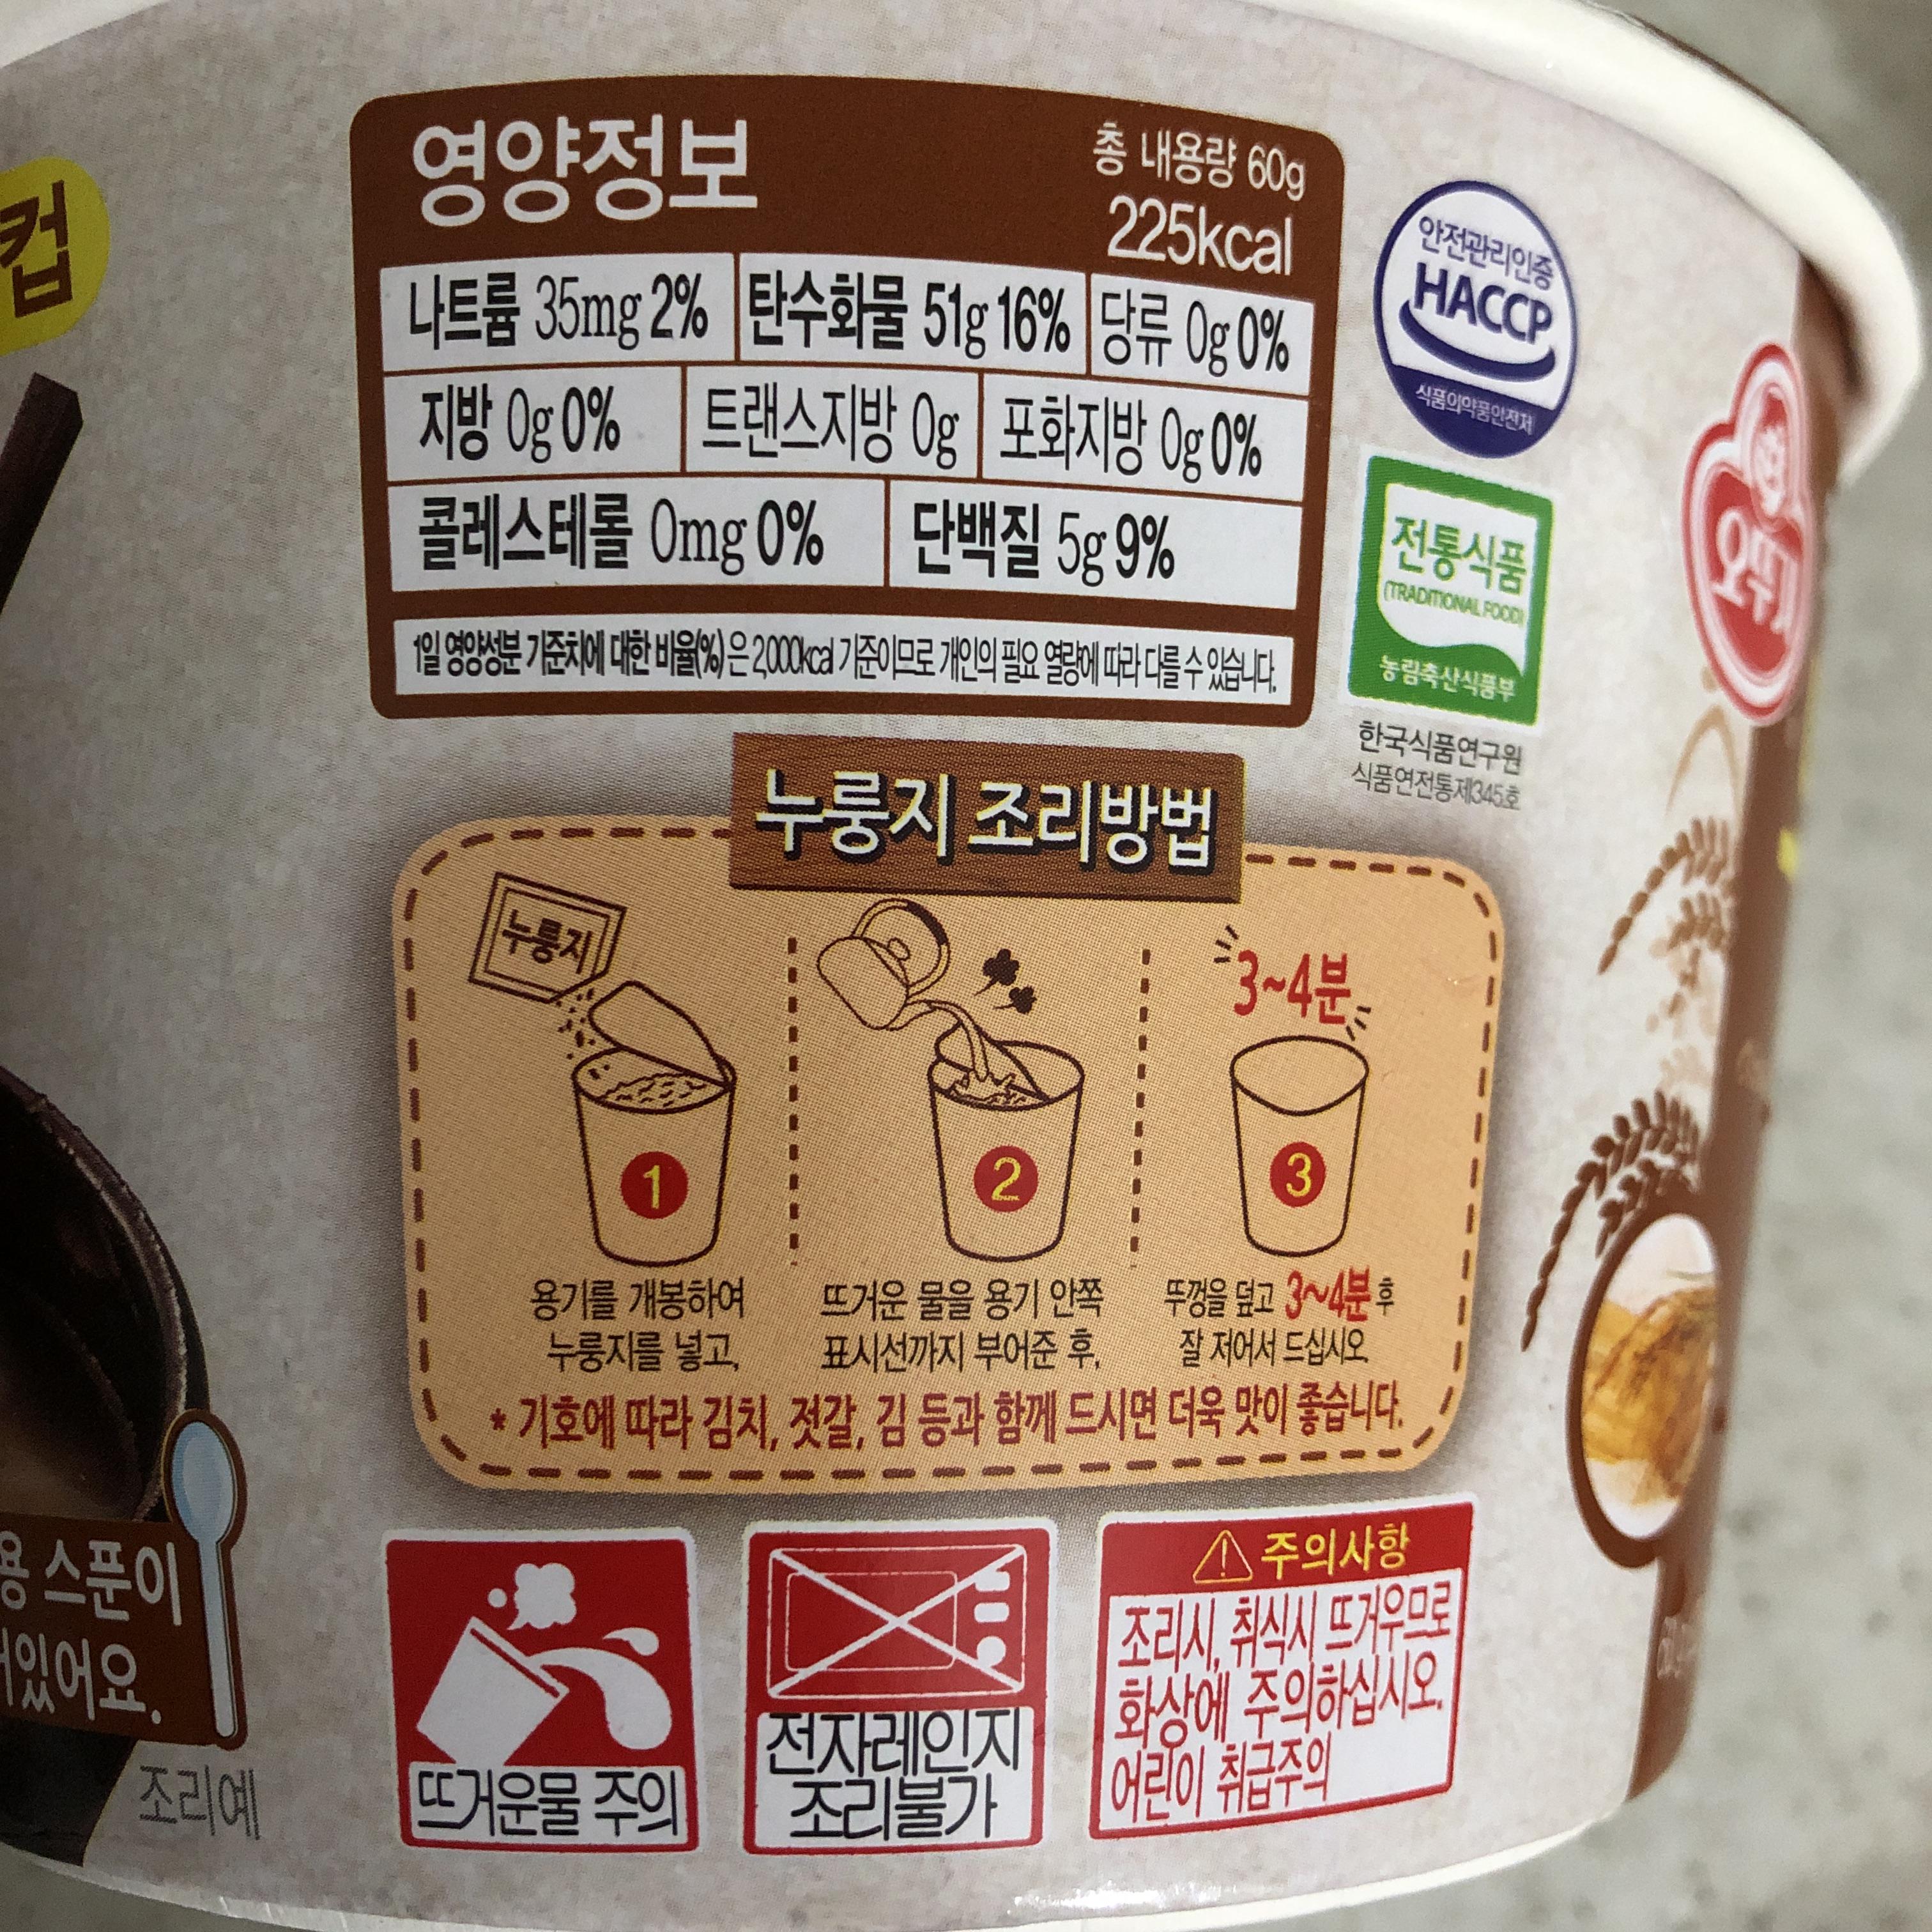 컵
영양정보
총 내용량 60g
225kcal
나트륨 35mg 2% 탄수화물 51g 16% 당류 0g 0%
지방 0g 0% 트랜스지방 0g 포화지방 0g 0%
콜레스테롤 0mg 0% 단백질 5g 9%
1일 영양성분 기준치에 대한 비율(%)은 2,000kcal 기준이므로 개인의 필요 열량에 따라 다를 수 있습니다.
안전관리인증
HACCP
식품의약품안전처
전통식품
(TRADITIONAL FOOD)
농림축산식품부
한국식품연구원
식품연전통제345호
오뚜기
누룽지 조리방법
누룽지
3~4분
1
2
3
용기를 개봉하여
누룽지를 넣고,
뜨거운 물을 용기 안쪽
표시선까지 부어준 후,
뚜껑을 덮고 3~4분 후
잘 저어서 드십시오.
* 기호에 따라 김치, 젓갈, 김 등과 함께 드시면 더욱 맛이 좋습니다.
용 스푼이
있어요.
조리예
뜨거운물 주의
전자레인지
조리불가
주의사항
조리시, 취식시 뜨거우므로
화상에 주의하십시오.
어린이 취급주의